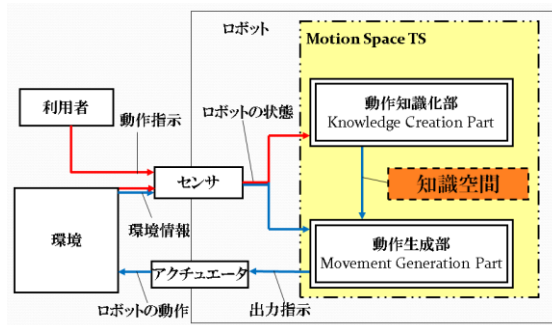 ロボット
Motion Space TS
利用者
動作指示
ロボットの状態
動作知識化部
Knowledge Creation Part
センサ
知識空間
環境
環境情報
動作生成部
Movement Generation Part
アクチュエータ
ロボットの動作
出力指示